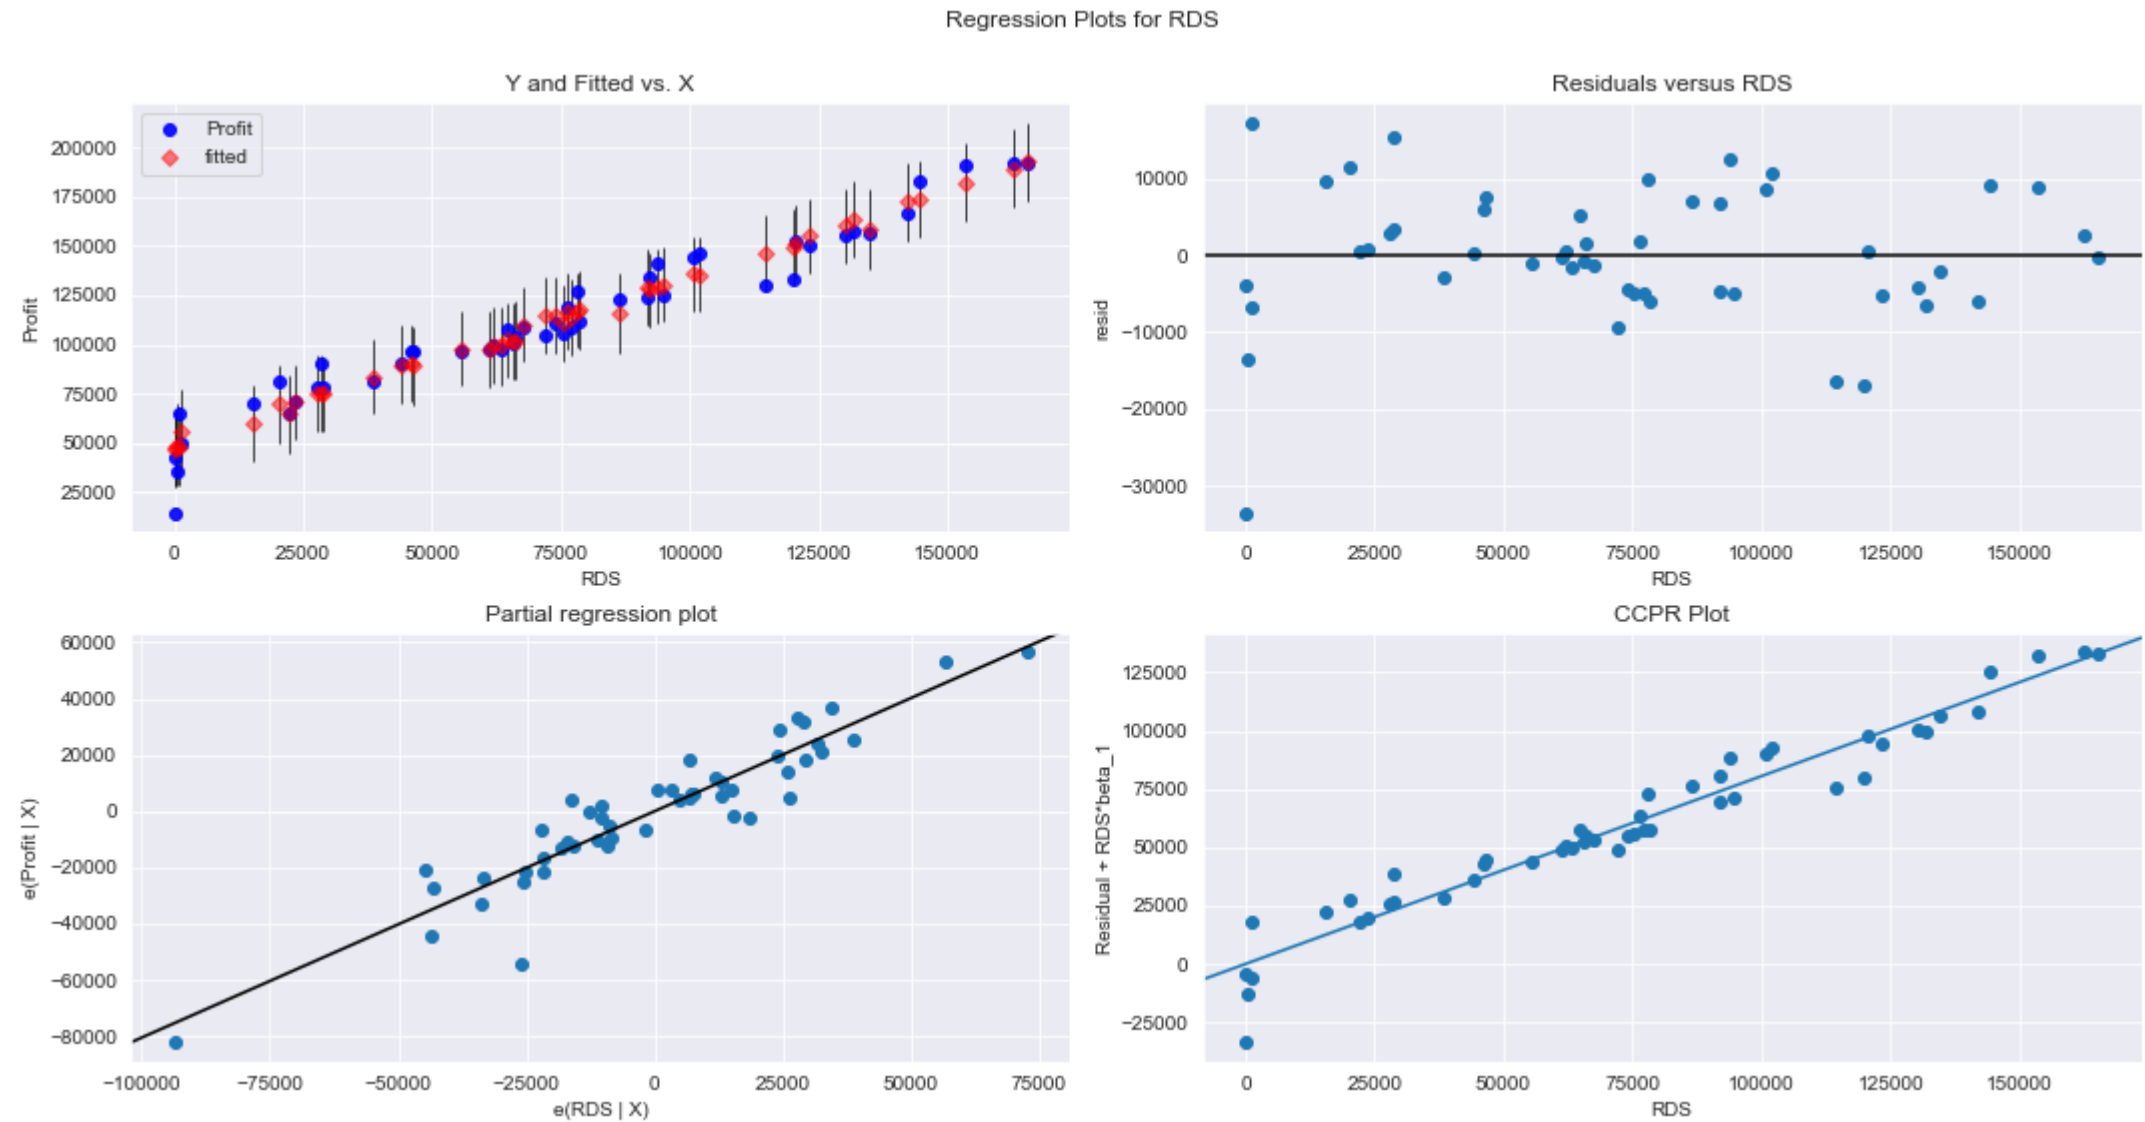 Regression Plots for RDS
Y and Fitted vs. X
Profit
fitted
200000
175000
150000
125000
100000
75000
50000
25000
Profit
0 25000 50000 75000 100000 125000 150000
RDS
Residuals versus RDS
10000
0
−10000
−20000
−30000
resid
0 25000 50000 75000 100000 125000 150000
RDS
Partial regression plot
60000
40000
20000
0
−20000
−40000
−60000
−80000
e(Profit | X)
−100000 −75000 −50000 −25000 0 25000 50000 75000
e(RDS | X)
CCPR Plot
125000
100000
75000
50000
25000
0
−25000
Residual + RDS*beta_1
0 25000 50000 75000 100000 125000 150000
RDS